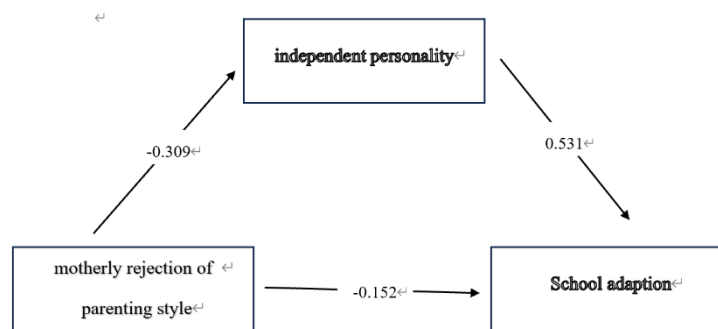 independent personality
-0.309
0.531
motherly rejection of
parenting style
-0.152
School adaption